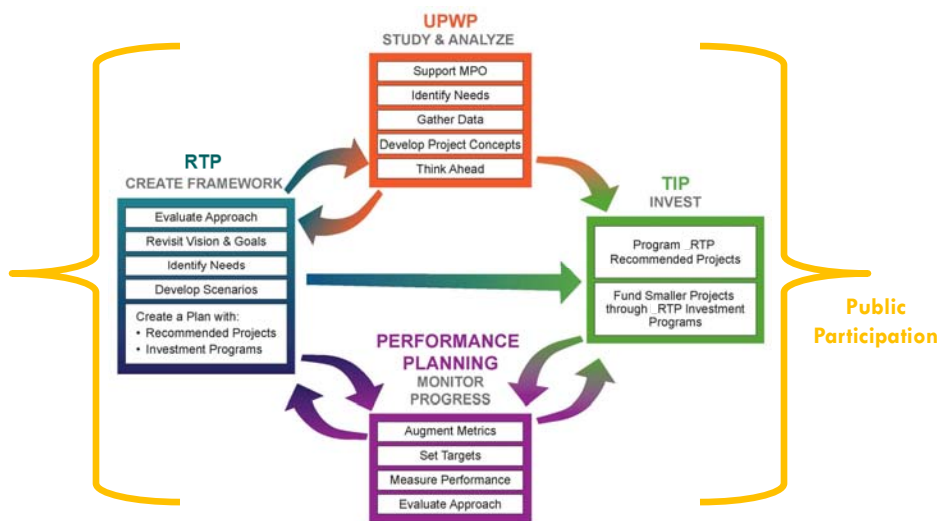 UPWP
STUDY & ANALYZE
Support MPO
Identify Needs
Gather Data
Develop Project Concepts
Think Ahead
RTP
CREATE FRAMEWORK
Evaluate Approach
Revisit Vision & Goals
Identify Needs
Develop Scenarios
Create a Plan with:
• Recommended Projects
• Investment Programs
TIP
INVEST
Program _RTP
Recommended Projects
Fund Smaller Projects
through _RTP Investment
Programs
PERFORMANCE
PLANNING
MONITOR
PROGRESS
Augment Metrics
Set Targets
Measure Performance
Evaluate Approach
Public
Participation